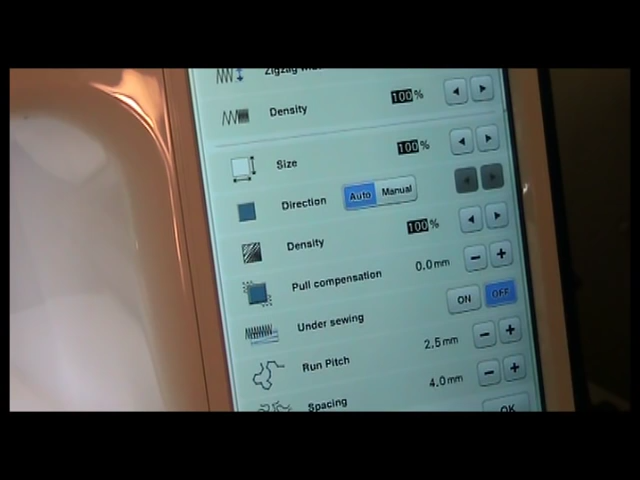 Zigzag
Density 100 %
Size 100 %
Direction Auto Manual
Density 100 %
Pull compensation 0.0mm
Under sewing ON OFF
Run Pitch 2.5mm
Spacing 4.0mm
OK